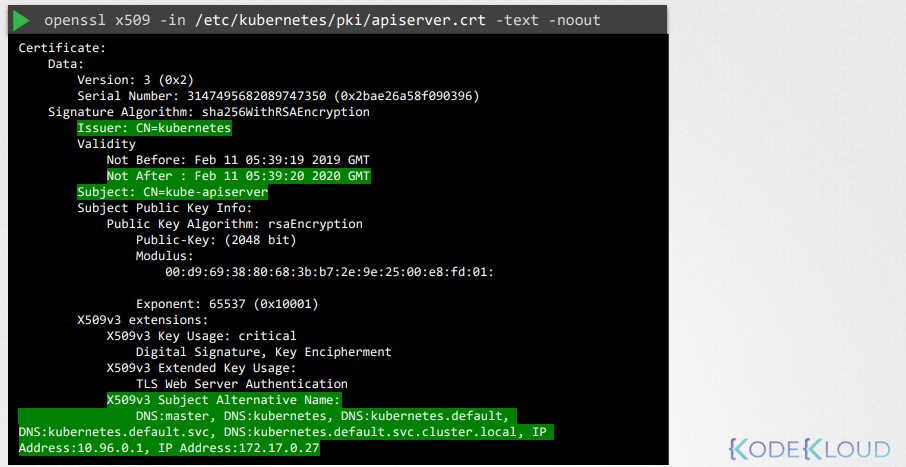 openssl x509 -in /etc/kubernetes/pki/apiserver.crt -text -noout
Certificate:
Data:
Version: 3 (0x2)
Serial Number: 3147495682089747350 (0x2bae26a58f090396)
Signature Algorithm: sha256WithRSAEncryption
Issuer: CN=kubernetes
Validity
Not Before: Feb 11 05:39:19 2019 GMT
Not After : Feb 11 05:39:20 2020 GMT
Subject: CN=kube-apiserver
Subject Public Key Info:
Public Key Algorithm: rsaEncryption
Public-Key: (2048 bit)
Modulus:
00:d9:69:38:80:68:3b:b7:2e:9e:25:00:e8:fd:01:
Exponent: 65537 (0x10001)
X509v3 extensions:
X509v3 Key Usage: critical
Digital Signature, Key Encipherment
X509v3 Extended Key Usage:
TLS Web Server Authentication
X509v3 Subject Alternative Name:
DNS:master, DNS:kubernetes, DNS:kubernetes.default,
DNS:kubernetes.default.svc, DNS:kubernetes.default.svc.cluster.local, IP
Address:10.96.0.1, IP Address:172.17.0.27
KODEKLOUD